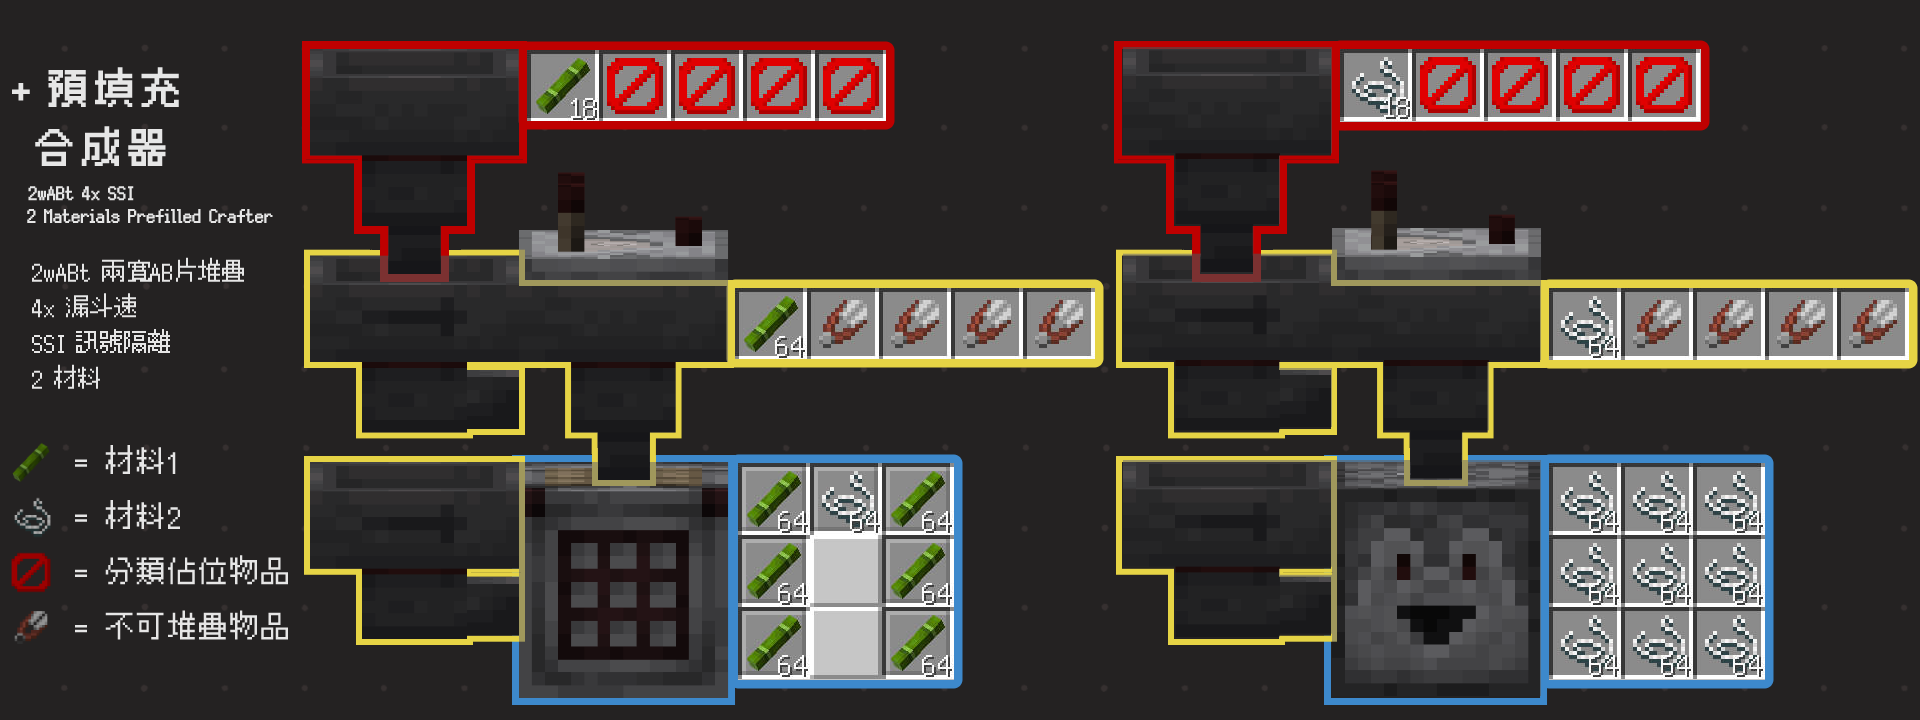 + 預填充
合成器
2wABt 4x SSI
2 Materials Prefilled Crafter
2wABt 兩寬AB片堆疊
4x 漏斗速
SSI 訊號隔離
2 材料
= 材料1
= 材料2
= 分類佔位物品
= 不可堆疊物品
18
18
64
64
64 64 64
64 64
64 64
64 64 64
64 64 64
64 64 64